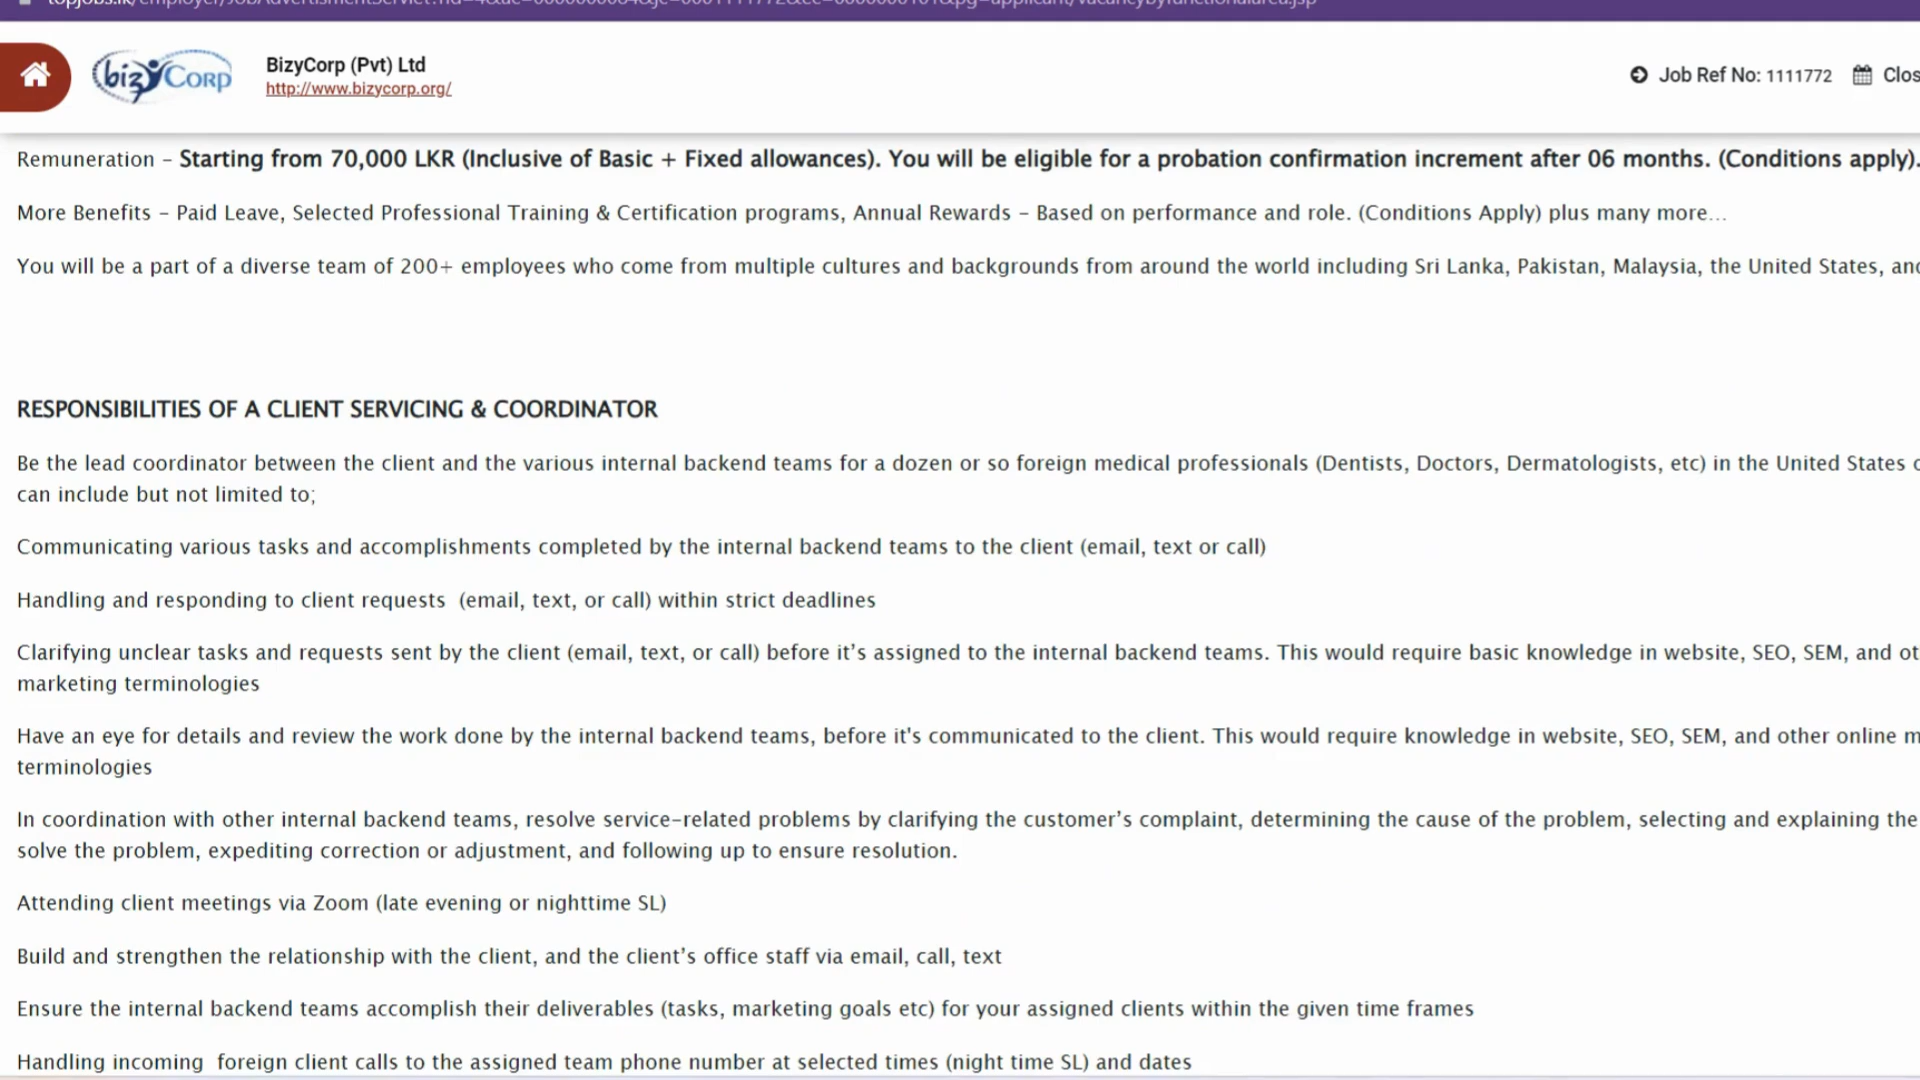 BizyCorp (Pvt) Ltd
bizyCorp
http://www.bizycorp.org/
Job Ref No: 1111772
Remuneration – Starting from 70,000 LKR (Inclusive of Basic + Fixed allowances). You will be eligible for a probation confirmation increment after 06 months. (Conditions apply).
More Benefits – Paid Leave, Selected Professional Training & Certification programs, Annual Rewards – Based on performance and role. (Conditions Apply) plus many more…
You will be a part of a diverse team of 200+ employees who come from multiple cultures and backgrounds from around the world including Sri Lanka, Pakistan, Malaysia, the United States,
RESPONSIBILITIES OF A CLIENT SERVICING & COORDINATOR
Be the lead coordinator between the client and the various internal backend teams for a dozen or so foreign medical professionals (Dentists, Doctors, Dermatologists, etc) in the United States
can include but not limited to;
Communicating various tasks and accomplishments completed by the internal backend teams to the client (email, text or call)
Handling and responding to client requests  (email, text, or call) within strict deadlines
Clarifying unclear tasks and requests sent by the client (email, text, or call) before it’s assigned to the internal backend teams. This would require basic knowledge in website, SEO, SEM, and
marketing terminologies
Have an eye for details and review the work done by the internal backend teams, before it's communicated to the client. This would require knowledge in website, SEO, SEM, and other online
terminologies
In coordination with other internal backend teams, resolve service-related problems by clarifying the customer’s complaint, determining the cause of the problem, selecting and explaining the
solve the problem, expediting correction or adjustment, and following up to ensure resolution.
Attending client meetings via Zoom (late evening or nighttime SL)
Build and strengthen the relationship with the client, and the client’s office staff via email, call, text
Ensure the internal backend teams accomplish their deliverables (tasks, marketing goals etc) for your assigned clients within the given time frames
Handling incoming  foreign client calls to the assigned team phone number at selected times (night time SL) and dates